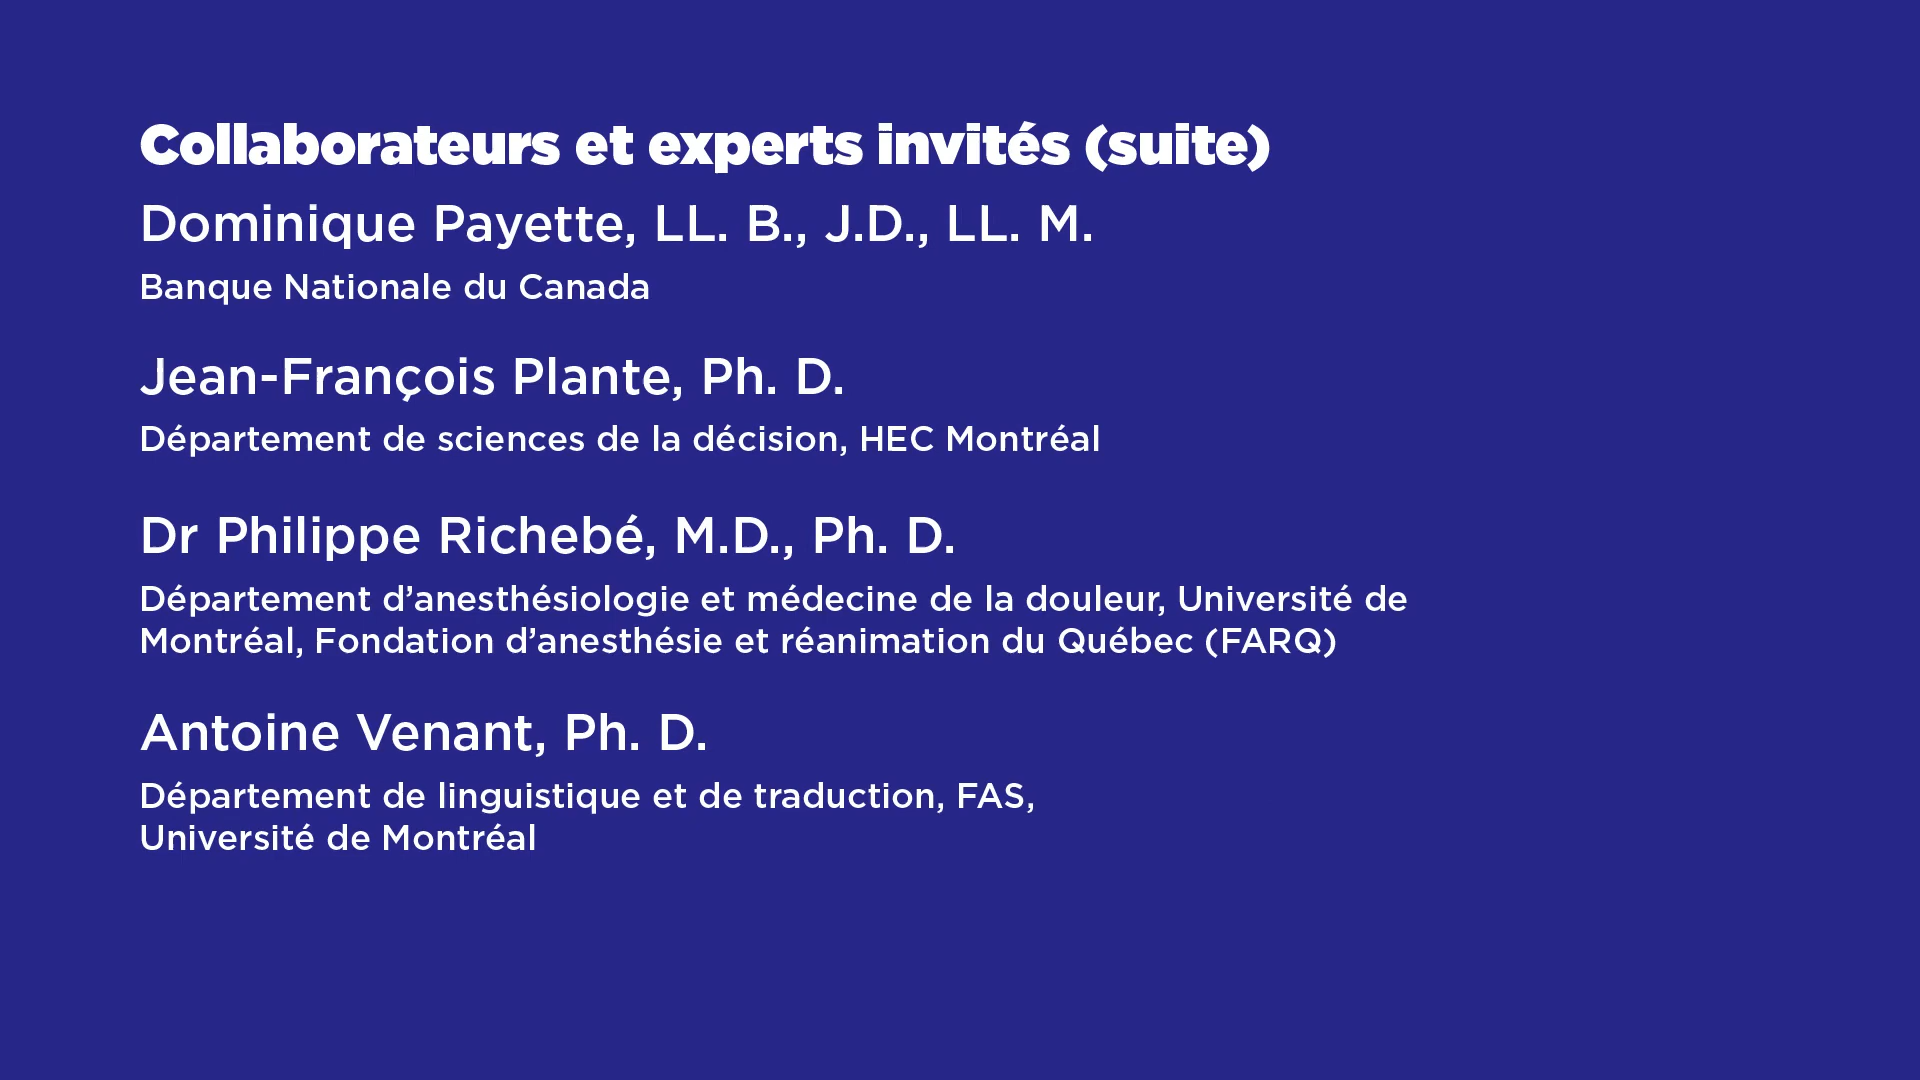 Collaborateurs et experts invités (suite)
Dominique Payette, LL. B., J.D., LL. M.
Banque Nationale du Canada
Jean-François Plante, Ph. D.
Département de sciences de la décision, HEC Montréal
Dr Philippe Richebé, M.D., Ph. D.
Département d’anesthésiologie et médecine de la douleur, Université de
Montréal, Fondation d’anesthésie et réanimation du Québec (FARQ)
Antoine Venant, Ph. D.
Département de linguistique et de traduction, FAS,
Université de Montréal